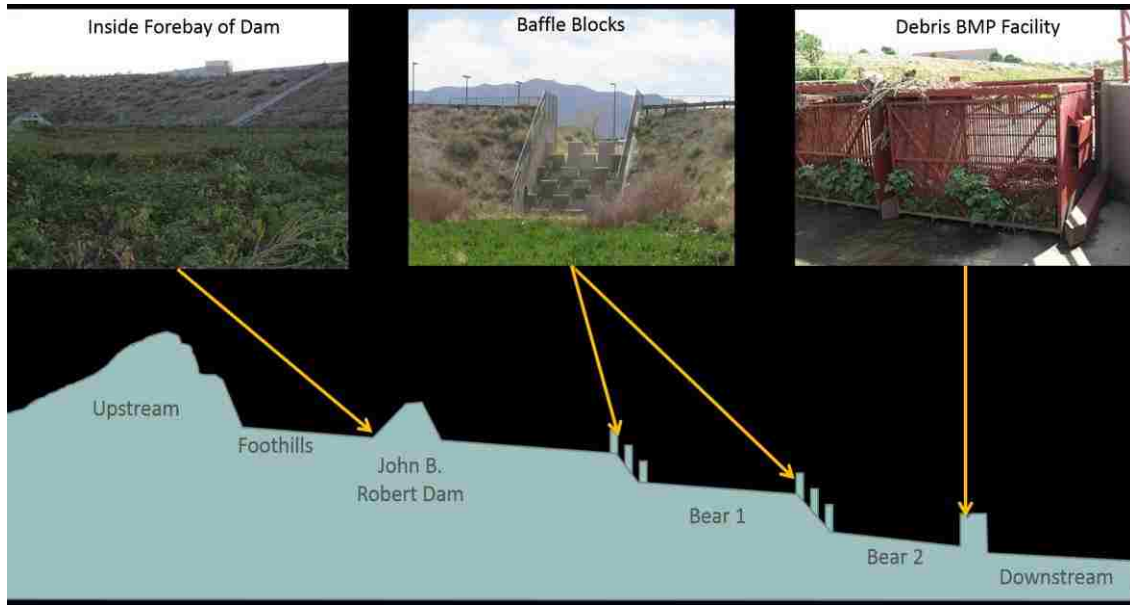 Inside Forebay of Dam
Baffle Blocks
Debris BMP Facility
Upstream
Foothills
John B.
Robert Dam
Bear 1
Bear 2
Downstream